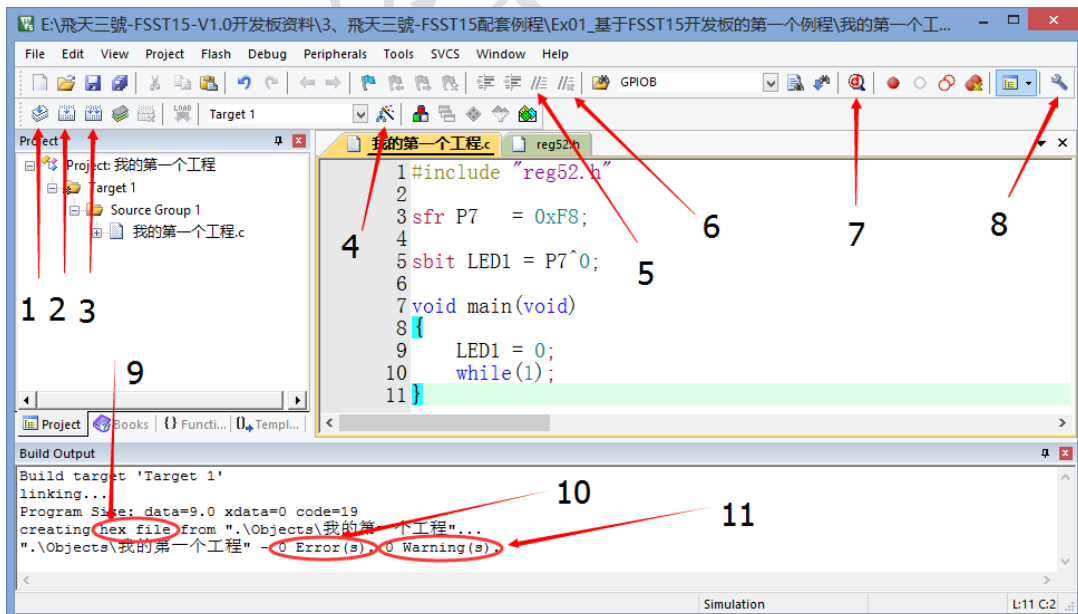 E:\飛天三號-FSST15-V1.0开发板资料\3、飛天三號-FSST15配套例程\Ex01_基于FSST15开发板的第一个例程\我的第一个工...
File Edit View Project Flash Debug Peripherals Tools SVCS Window Help
GPIOB
LOAD Target 1
Project
我的第一个工程.c reg52.h
Project: 我的第一个工程
Target 1
Source Group 1
我的第一个工程.c
1 #include "reg52.h"
2
3 sfr P7 = 0xF8;
4
5 sbit LED1 = P7^0;
6
7 void main(void)
8 {
9 LED1 = 0;
10 while(1);
11 }
1 2 3 4 5 6 7 8
9
Project Books {} Functi... 0 Templ...
Build Output
Build target 'Target 1'
linking...
Program Size: data=9.0 xdata=0 code=19
creating hex file from ".\Objects\我的第一个工程"...
".\Objects\我的第一个工程" - 0 Error(s), 0 Warning(s).
10
11
Simulation L:11 C:2